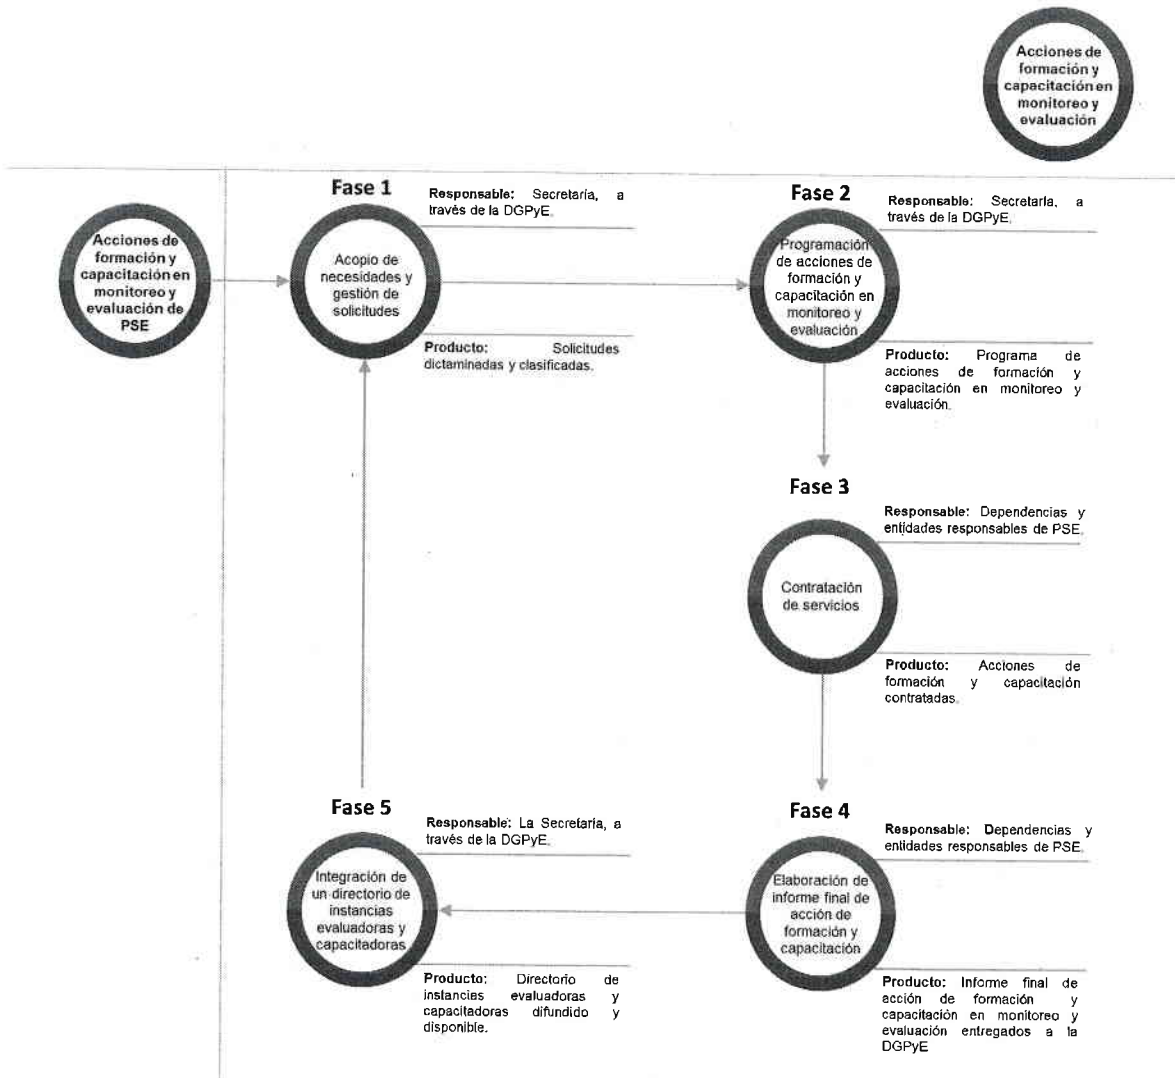 Acciones de
formación y
capacitación en
monitoreo y
evaluación
Acciones de
formación y
capacitación en
monitoreo y
evaluación de
PSE
Fase 1
Responsable: Secretaría, a
través de la DGPyE.
Acopio de
necesidades y
gestión de
solicitudes
Producto: Solicitudes
dictaminadas y clasificadas.
Fase 2
Responsable: Secretaría, a
través de la DGPyE.
Programación
de acciones de
formación y
capacitación en
monitoreo y
evaluación
Producto: Programa de
acciones de formación y
capacitación en monitoreo y
evaluación.
Fase 3
Responsable: Dependencias y
entidades responsables de PSE.
Contratación
de servicios
Producto: Acciones de
formación y capacitación
contratadas.
Fase 4
Responsable: Dependencias y
entidades responsables de PSE.
Elaboración de
informe final de
acción de
formación y
capacitación
Producto: Informe final de
acción de formación y
capacitación en monitoreo y
evaluación entregados a la
DGPyE
Fase 5
Responsable: La Secretaría, a
través de la DGPyE.
Integración de
un directorio de
instancias
evaluadoras y
capacitadoras
Producto: Directorio de
instancias evaluadoras y
capacitadoras difundido y
disponible.